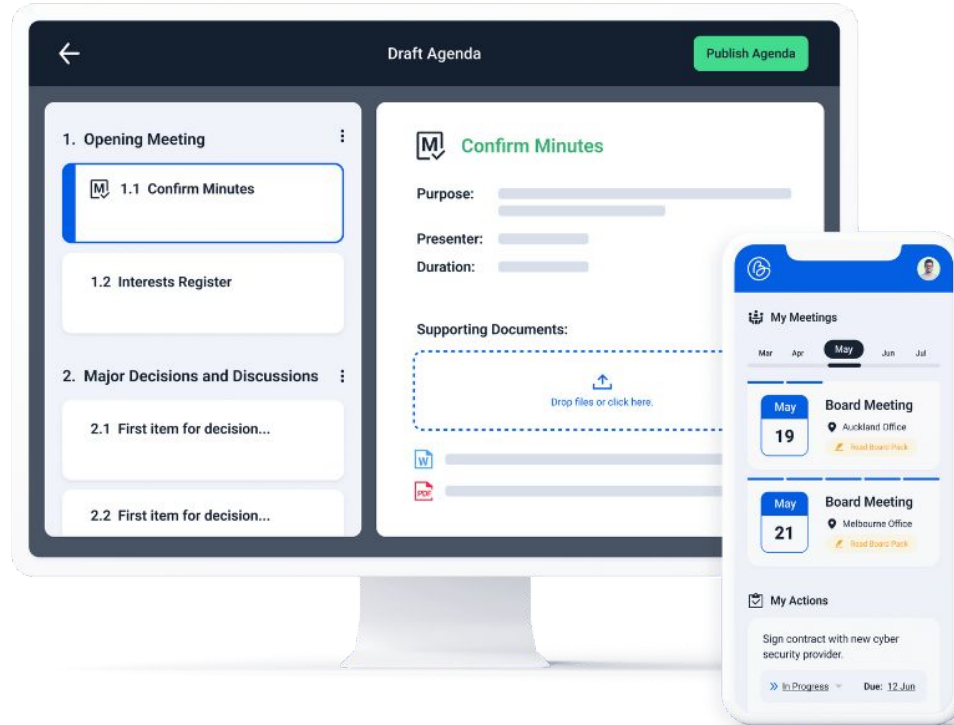 Draft Agenda
Publish Agenda
1. Opening Meeting
1.1 Confirm Minutes
1.2 Interests Register
2. Major Decisions and Discussions
2.1 First item for decision...
2.2 First item for decision...
M
Confirm Minutes
Purpose:
Presenter:
Duration:
Supporting Documents:
Drop files or click here.
W
PDF
My Meetings
Mar Apr May Jun Jul
May
19
Board Meeting
Auckland Office
Read Board Pack
May
21
Board Meeting
Melbourne Office
Read Board Pack
My Actions
Sign contract with new cyber
security provider.
In Progress Due: 12 Jun